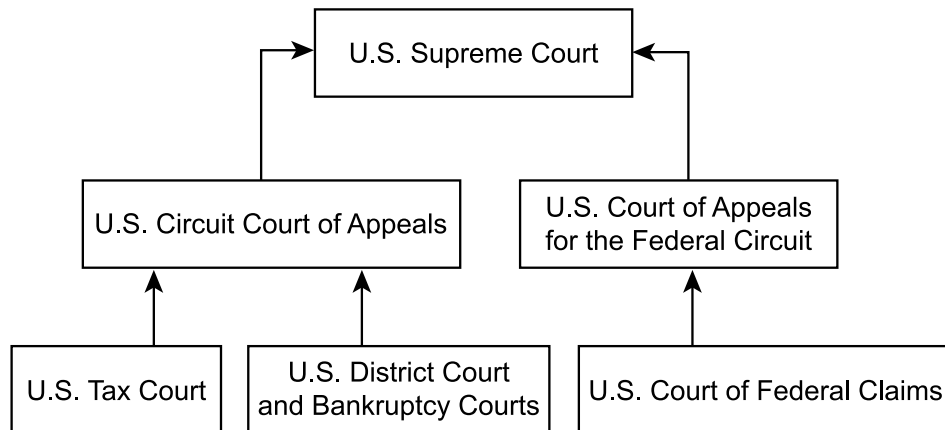 U.S. Supreme Court
U.S. Circuit Court of Appeals
U.S. Court of Appeals
for the Federal Circuit
U.S. Tax Court
U.S. District Court
and Bankruptcy Courts
U.S. Court of Federal Claims